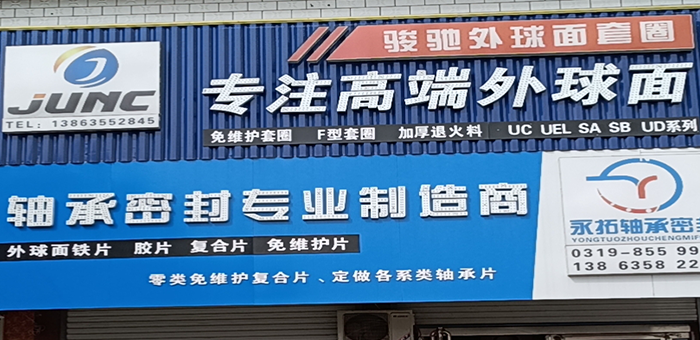 骏驰外球面套圈
JUNC
TEL: 13863552845
专注高端外球面
免维护套圈 F型套圈 加厚退火料 UC UEL SA SB UD系列
轴承密封专业制造商
外球面铁片 胶片 复合片 免维护片
零类免维护复合片、定做各系类轴承片
永拓轴承密封
YONGTUOZHOUCHENGMIF
0319-855 99
138 6358 22